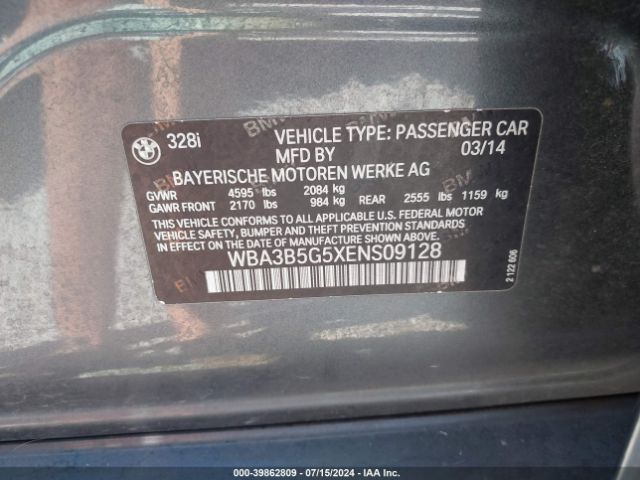 BMW
328i VEHICLE TYPE: PASSENGER CAR
MFD BY 03/14
BAYERISCHE MOTOREN WERKE AG
GVWR 4595 lbs 2084 kg
GAWR FRONT 2170 lbs 984 kg REAR 2555 lbs 1159 kg
THIS VEHICLE CONFORMS TO ALL APPLICABLE U.S. FEDERAL MOTOR
VEHICLE SAFETY, BUMPER AND THEFT PREVENTION STANDARDS
IN EFFECT ON THE DATE OF MANUFACTURE SHOWN ABOVE.
WBA3B5G5XENS09128
2 122 606
000-39862809 - 07/15/2024 - IAA Inc.